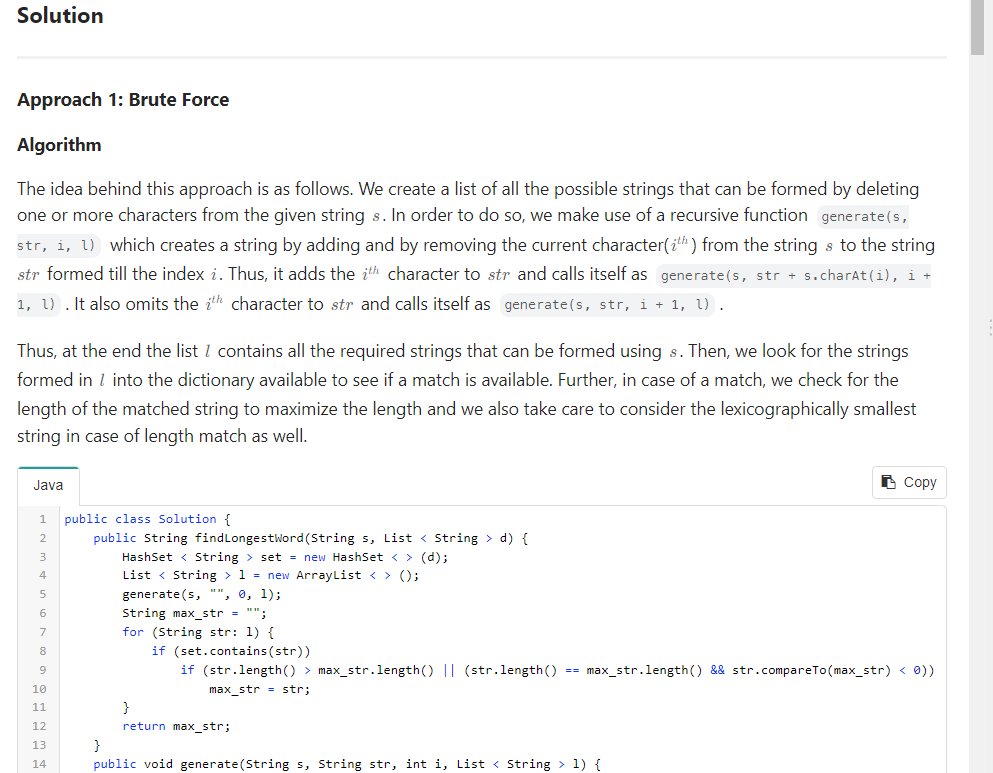 Solution
Approach 1: Brute Force
Algorithm
The idea behind this approach is as follows. We create a list of all the possible strings that can be formed by deleting
one or more characters from the given string s. In order to do so, we make use of a recursive function generate(s,
str, i, l) which creates a string by adding and by removing the current character(i^th) from the string s to the string
str formed till the index i. Thus, it adds the i^th character to str and calls itself as generate(s, str + s.charAt(i), i +
1, l) . It also omits the i^th character to str and calls itself as generate(s, str, i + 1, l) .
Thus, at the end the list l contains all the required strings that can be formed using s. Then, we look for the strings
formed in l into the dictionary available to see if a match is available. Further, in case of a match, we check for the
length of the matched string to maximize the length and we also take care to consider the lexicographically smallest
string in case of length match as well.
Java
Copy
1 public class Solution {
2 public String findLongestWord(String s, List < String > d) {
3 HashSet < String > set = new HashSet < > (d);
4 List < String > l = new ArrayList < > ();
5 generate(s, "", 0, l);
6 String max_str = "";
7 for (String str: l) {
8 if (set.contains(str))
9 if (str.length() > max_str.length() || (str.length() == max_str.length() && str.compareTo(max_str) < 0))
10 max_str = str;
11 }
12 return max_str;
13 }
14 public void generate(String s, String str, int i, List < String > l) {